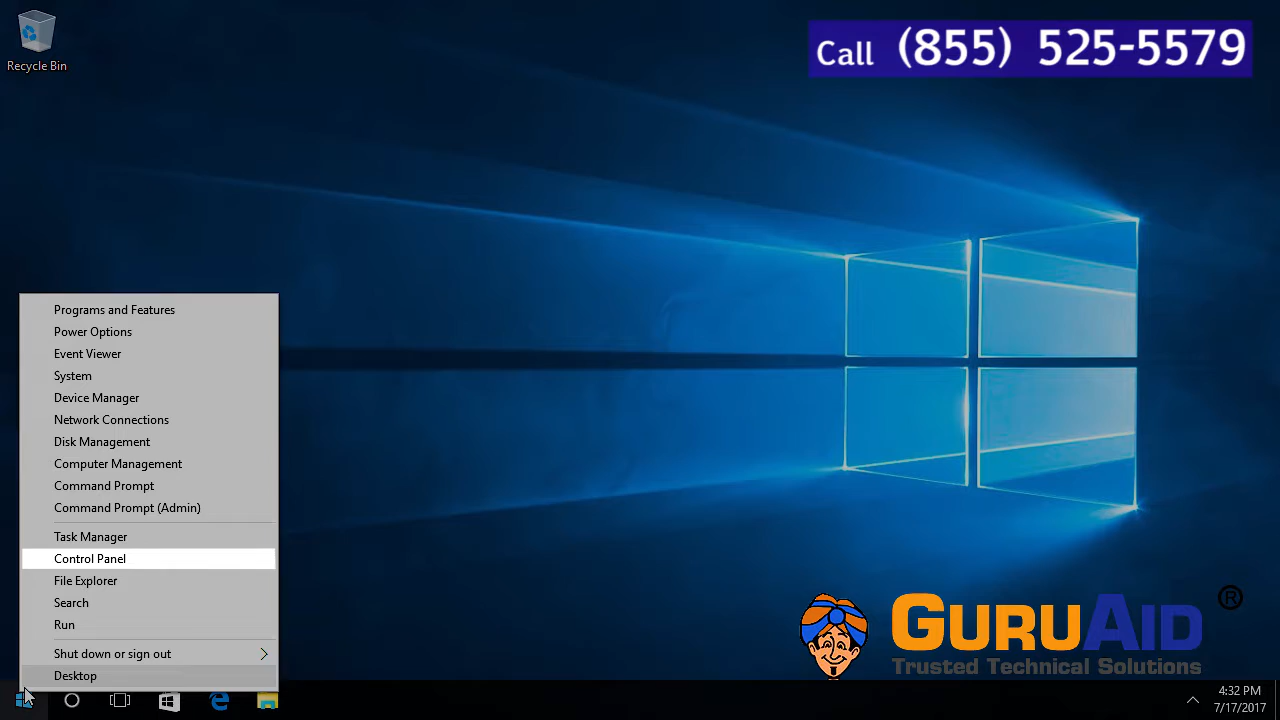 Recycle Bin
Call (855) 525-5579
Programs and Features
Power Options
Event Viewer
System
Device Manager
Network Connections
Disk Management
Computer Management
Command Prompt
Command Prompt (Admin)
Task Manager
Control Panel
File Explorer
Search
Run
Shut down or sign out
Desktop
GURUAID ®
Trusted Technical Solutions
4:32 PM
7/17/2017